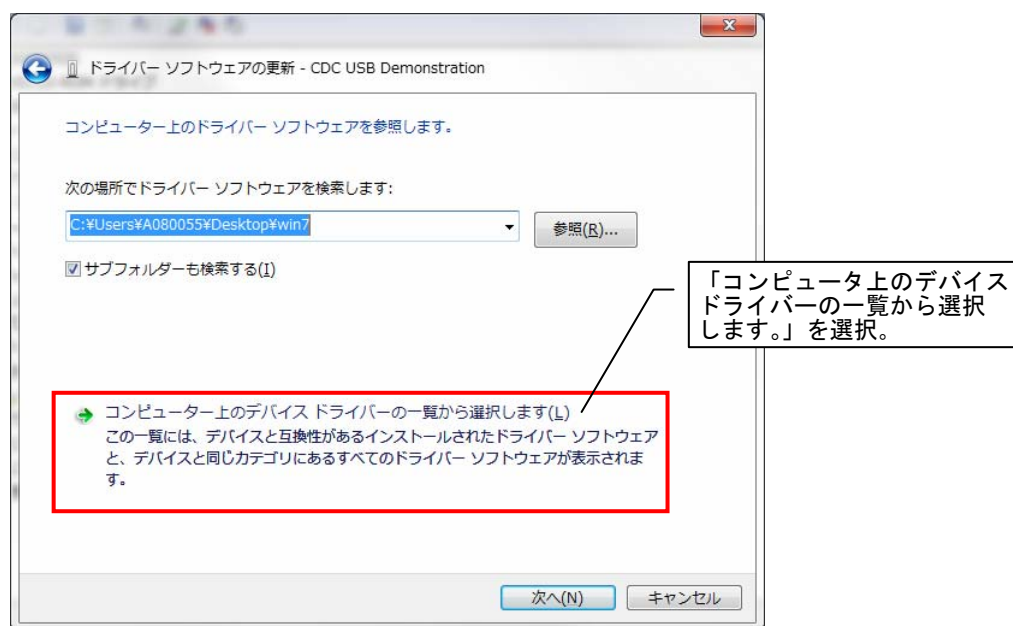 ドライバー ソフトウェアの更新 - CDC USB Demonstration
コンピューター上のドライバー ソフトウェアを参照します。
次の場所でドライバー ソフトウェアを検索します:
C:¥Users¥A080055¥Desktop¥win7
参照(R)...
サブフォルダーも検索する(I)
「コンピュータ上のデバイス
ドライバーの一覧から選択
します。」を選択。
コンピューター上のデバイス ドライバーの一覧から選択します(L)
この一覧には、デバイスと互換性があるインストールされたドライバー ソフトウェア
と、デバイスと同じカテゴリにあるすべてのドライバー ソフトウェアが表示されま
す。
次へ(N)
キャンセル